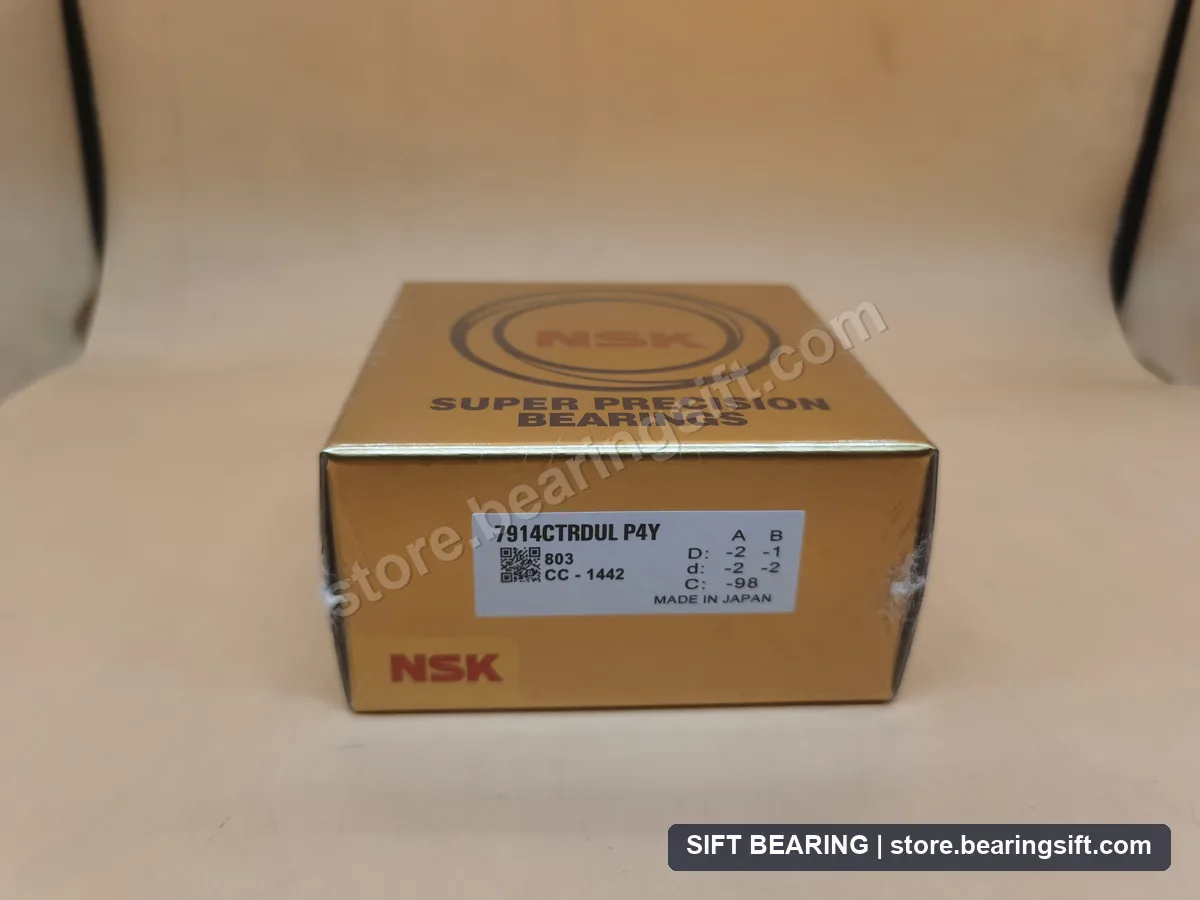 NSK
SUPER PRECISION
BEARINGS
store.bearingsift.com
7914CTRDUL P4Y
803
CC - 1442
A B
D: -2 -1
d: -2 -2
C: -98
MADE IN JAPAN
NSK
SIFT BEARING | store.bearingsift.com